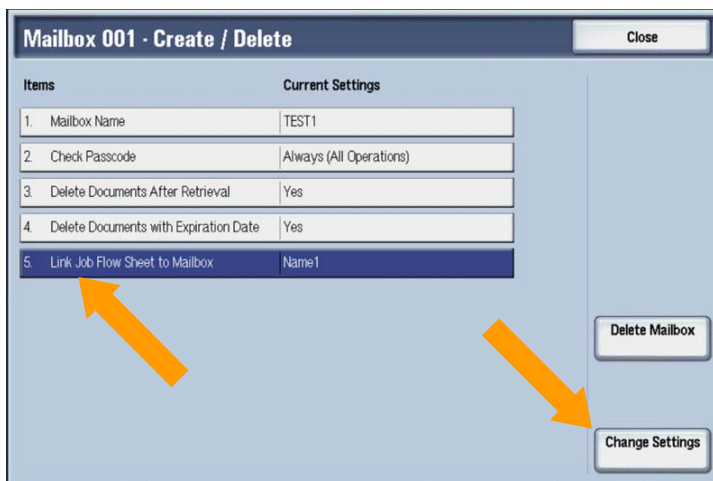 Mailbox 001 - Create / Delete
Close
Items Current Settings
1. Mailbox Name TEST1
2. Check Passcode Always (All Operations)
3. Delete Documents After Retrieval Yes
4. Delete Documents with Expiration Date Yes
5. Link Job Flow Sheet to Mailbox Name1
Delete Mailbox
Change Settings